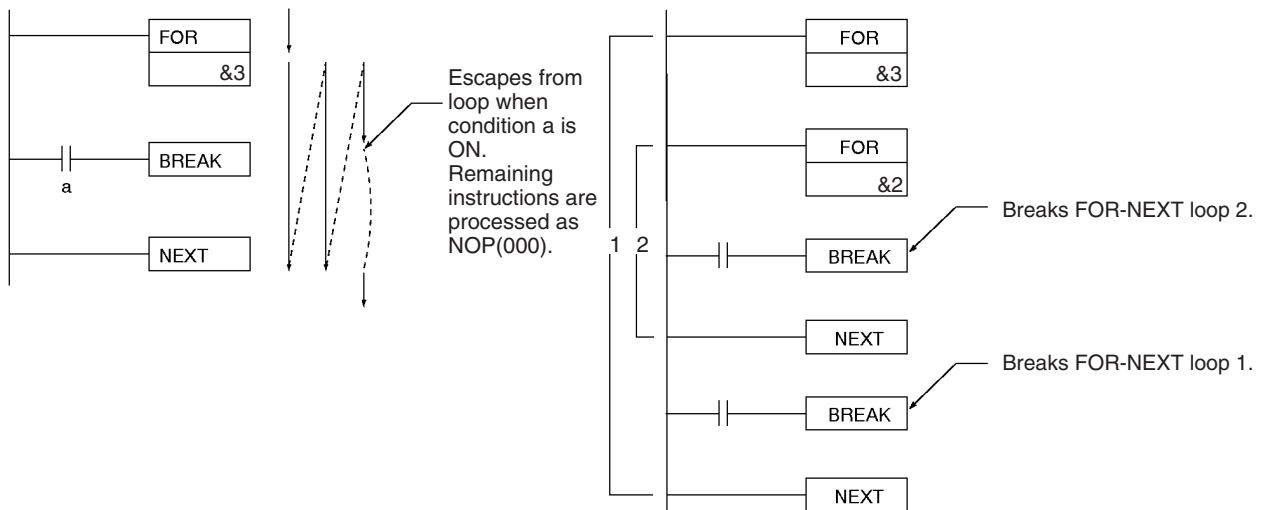 FOR
&3
BREAK
a
NEXT
Escapes from
loop when
condition a is
ON.
Remaining
instructions are
processed as
NOP(000).
FOR
&3
FOR
&2
Breaks FOR-NEXT loop 2.
1 2
BREAK
NEXT
Breaks FOR-NEXT loop 1.
BREAK
NEXT